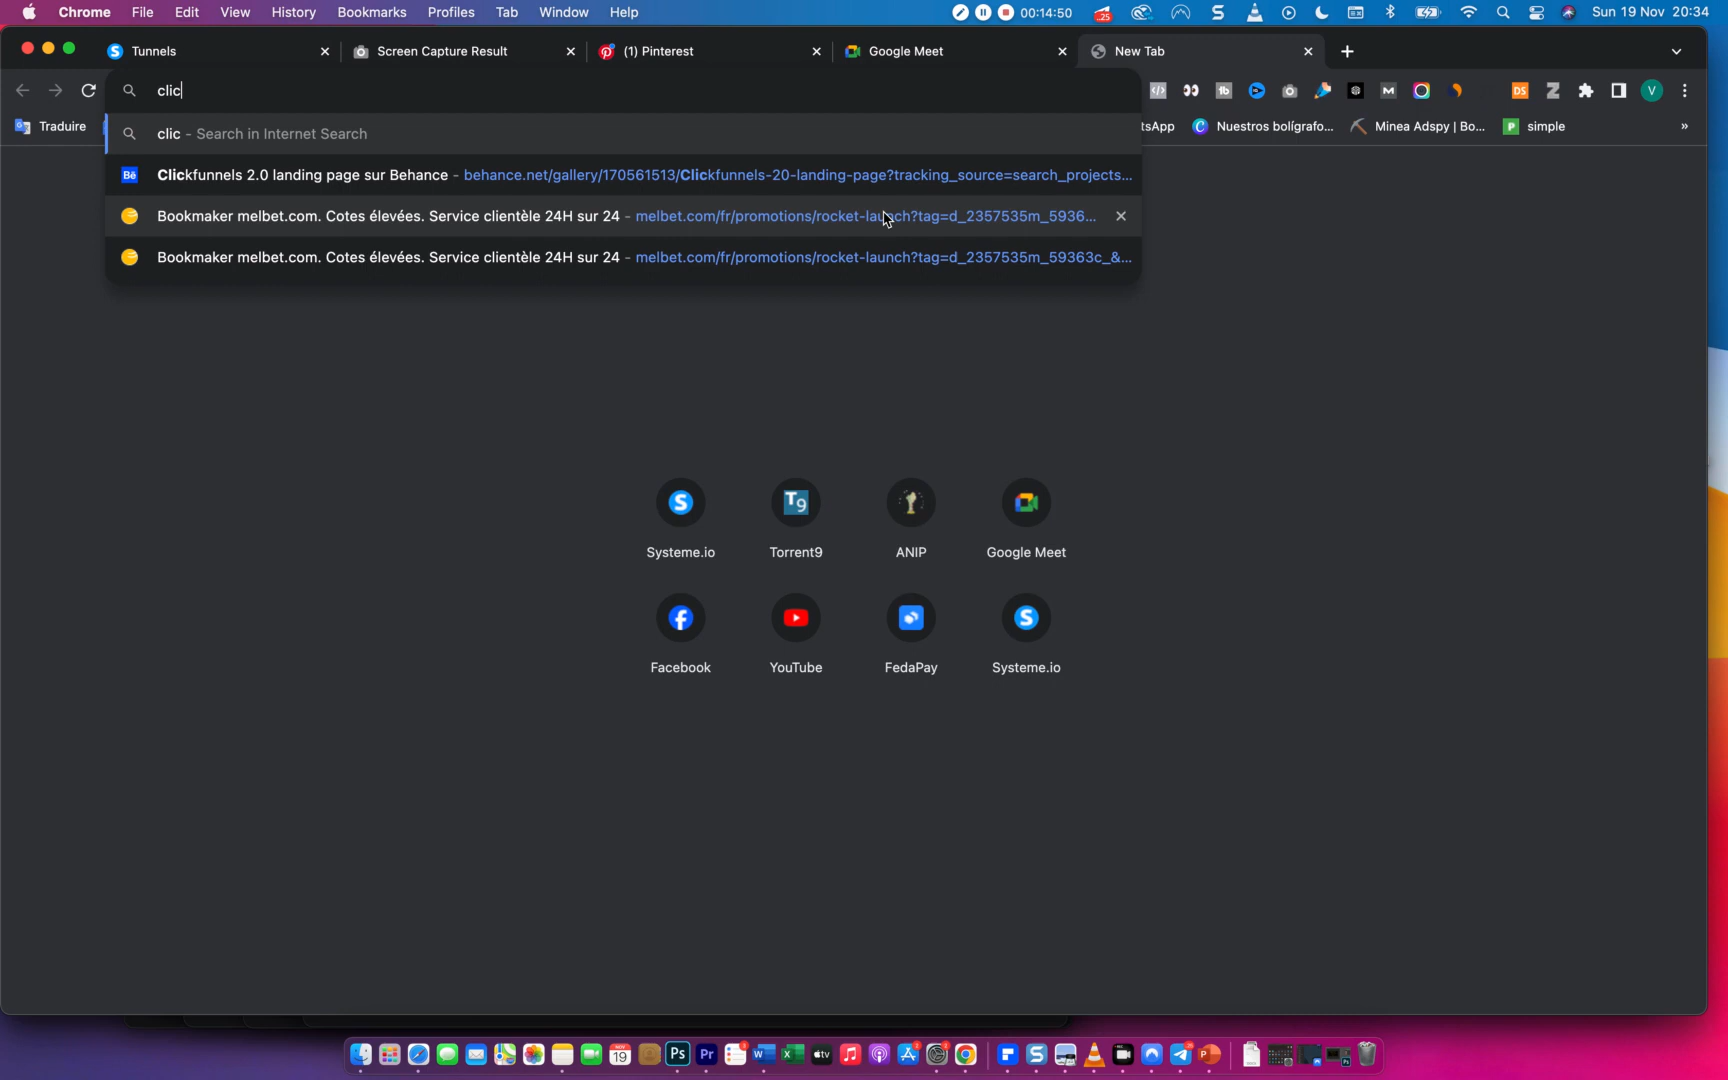 Chrome File Edit View History Bookmarks Profiles Tab Window Help 00:14:50 Sun 19 Nov 20:34
Tunnels Screen Capture Result (1) Pinterest Google Meet New Tab
clic
Traduire tsApp Nuestros bolígrafo... Minea Adspy | Bo... simple »
clic - Search in Internet Search
Clickfunnels 2.0 landing page sur Behance - behance.net/gallery/170561513/Clickfunnels-20-landing-page?tracking_source=search_projects...
Bookmaker melbet.com. Cotes élevées. Service clientèle 24H sur 24 - melbet.com/fr/promotions/rocket-launch?tag=d_2357535m_5936...
Bookmaker melbet.com. Cotes élevées. Service clientèle 24H sur 24 - melbet.com/fr/promotions/rocket-launch?tag=d_2357535m_59363c_&...
Systeme.io Torrent9 ANIP Google Meet
Facebook YouTube FedaPay Systeme.io